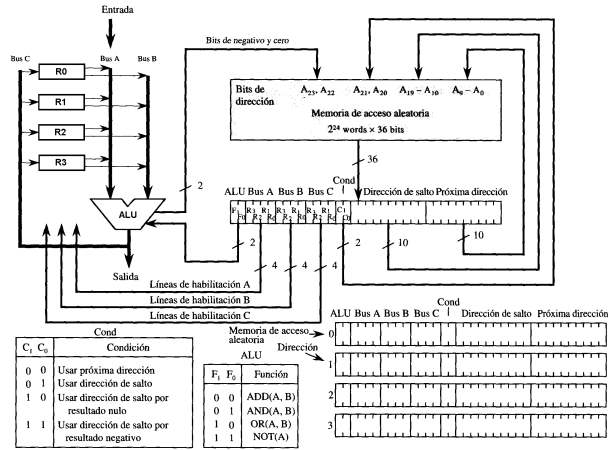 Entrada
Bus C
Bus A
Bus B
Bits de negativo y cero
R0
R1
R2
R3
ALU
Salida
2
Bits de dirección
A23, A22
A21, A20
A19 – A10
A9 – A0
Memoria de acceso aleatoria
2^24 words × 36 bits
36
Cond
ALU Bus A Bus B Bus C
Dirección de salto Próxima dirección
F1 F0 R3 R2 R1 R0 R3 R2 R1 R0 R3 R2 R1 R0 C1 C0
2
4
4
4
2
10
10
Líneas de habilitación A
Líneas de habilitación B
Líneas de habilitación C
Cond
C1 C0 Condición
0 0 Usar próxima dirección
0 1 Usar dirección de salto
1 0 Usar dirección de salto por
resultado nulo
1 1 Usar dirección de salto por
resultado negativo
ALU
F1 F0 Función
0 0 ADD(A, B)
0 1 AND(A, B)
1 0 OR(A, B)
1 1 NOT(A)
Cond
ALU Bus A Bus B Bus C Dirección de salto Próxima dirección
Memoria de acceso
aleatoria
Dirección
0
1
2
3